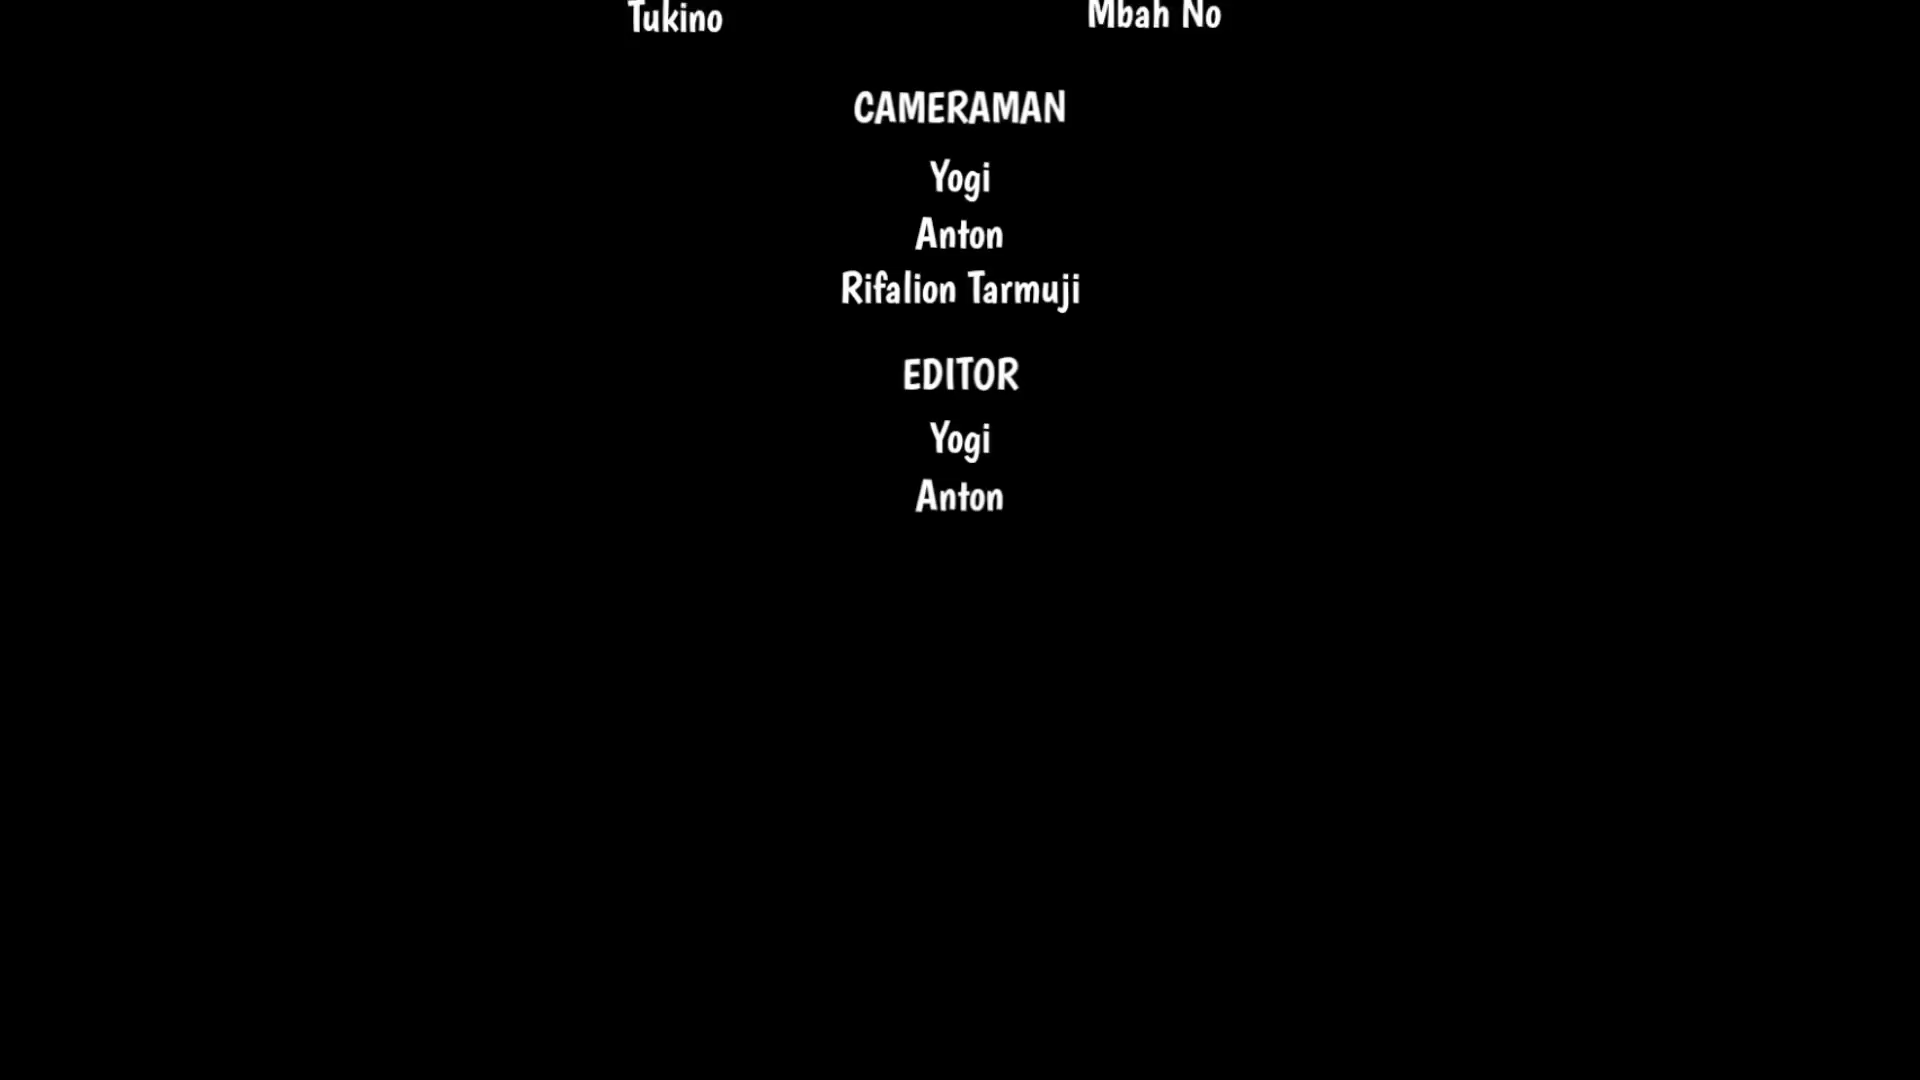 Tukino Mbah No
CAMERAMAN
Yogi
Anton
Rifalion Tarmuji
EDITOR
Yogi
Anton